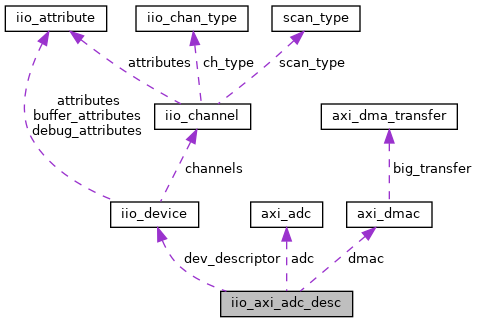 iio_attribute
iio_chan_type
scan_type
attributes
ch_type
scan_type
attributes
buffer_attributes
debug_attributes
iio_channel
axi_dma_transfer
channels
big_transfer
iio_device
axi_adc
axi_dmac
dev_descriptor
adc
dmac
iio_axi_adc_desc